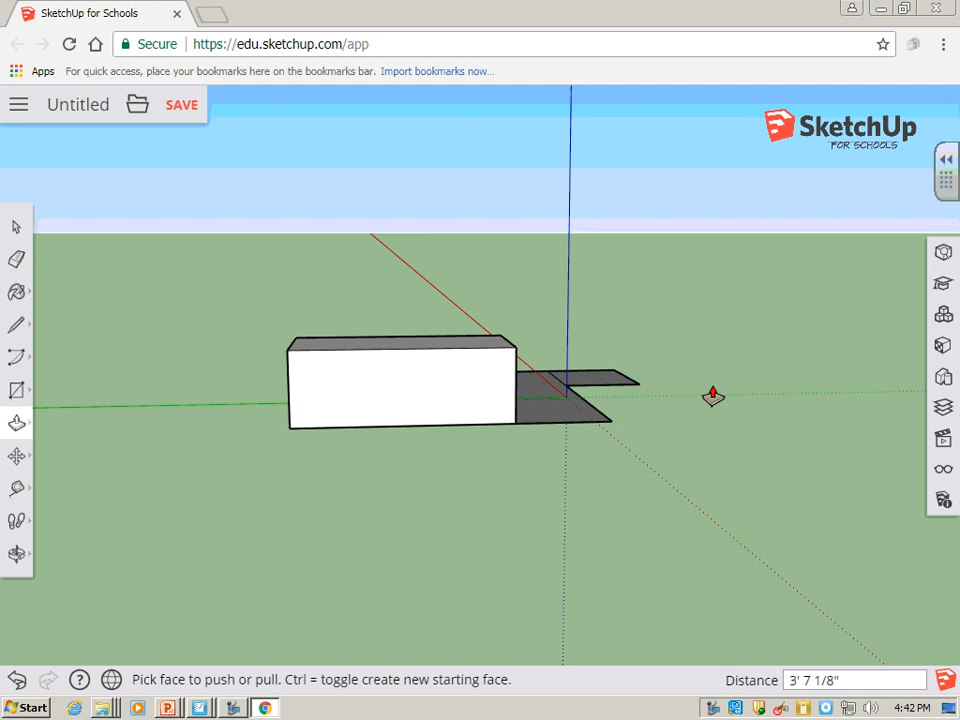 SketchUp for Schools
Secure
https://edu.sketchup.com/app
Apps
For quick access, place your bookmarks here on the bookmarks bar.
Import bookmarks now...
Untitled
SAVE
SketchUp
FOR SCHOOLS
Pick face to push or pull. Ctrl = toggle create new starting face.
Distance
3' 7 1/8"
Start
4:42 PM